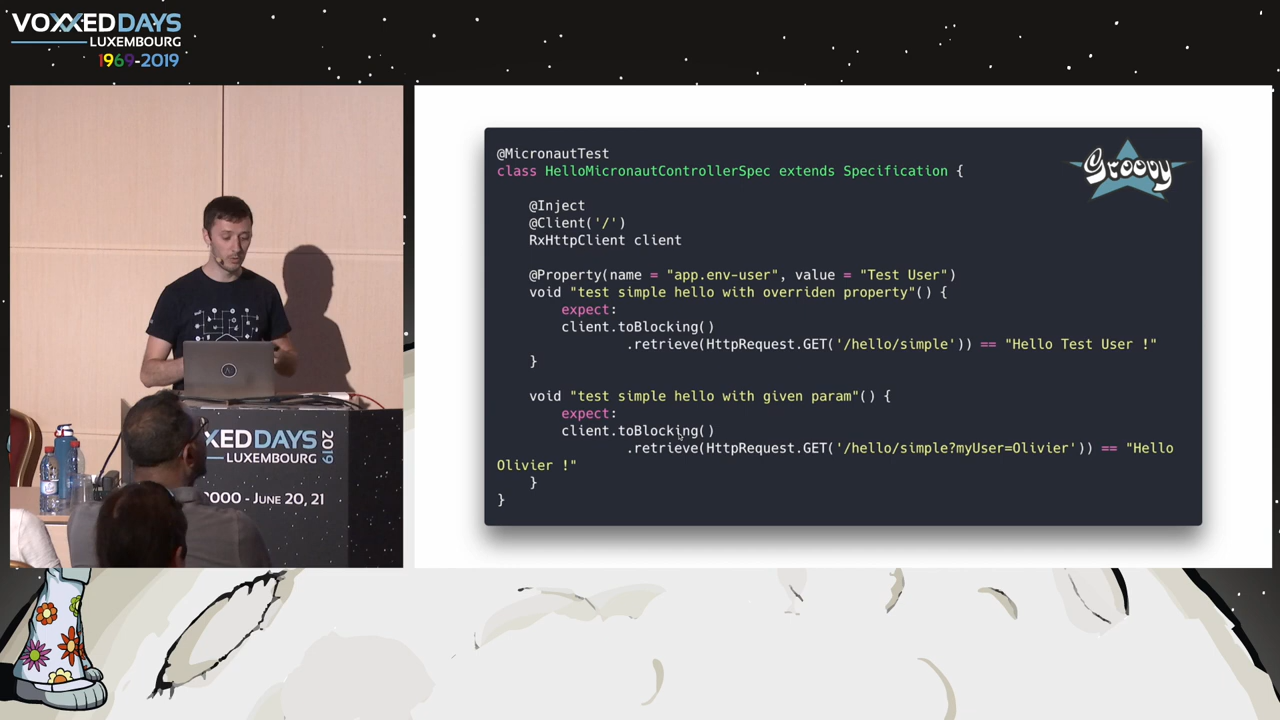 VOXXEDDAYS
LUXEMBOURG
1969-2019
@MicronautTest
class HelloMicronautControllerSpec extends Specification {
@Inject
@Client('/')
RxHttpClient client
@Property(name = "app.env-user", value = "Test User")
void "test simple hello with overriden property"() {
expect:
client.toBlocking()
.retrieve(HttpRequest.GET('/hello/simple')) == "Hello Test User !"
}
void "test simple hello with given param"() {
expect:
client.toBlocking()
.retrieve(HttpRequest.GET('/hello/simple?myUser=Olivier')) == "Hello
Olivier !"
}
}
Groovy
XEDDAYS
LUXEMBOURG
2019
2000 - JUNE 20, 21